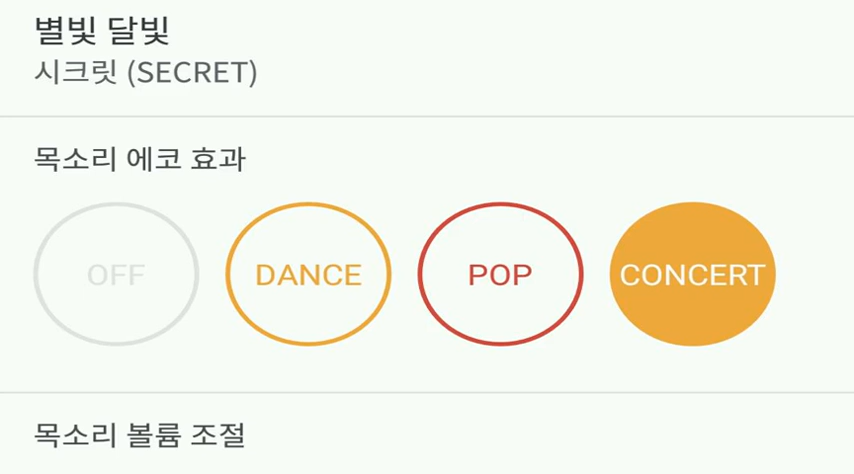 별빛 달빛
시크릿 (SECRET)
목소리 에코 효과
OFF DANCE POP CONCERT
목소리 볼륨 조절